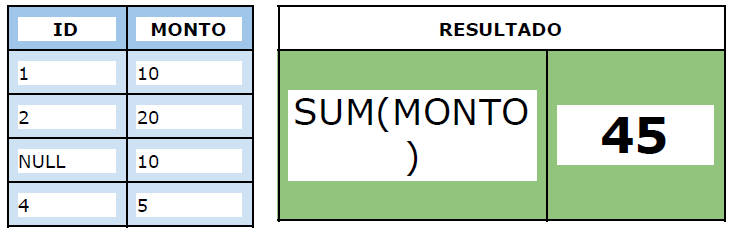 ID MONTO
1 10
2 20
NULL 10
4 5
RESULTADO
SUM(MONTO
)
45